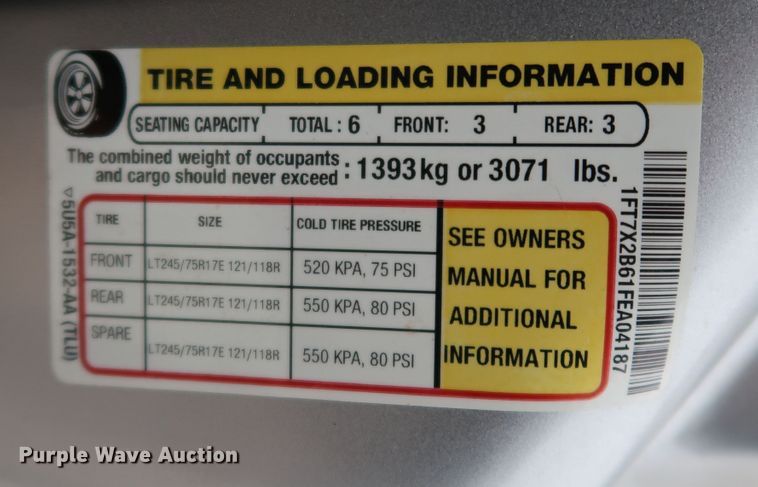 TIRE AND LOADING INFORMATION
SEATING CAPACITY TOTAL : 6 FRONT: 3 REAR: 3
The combined weight of occupants
and cargo should never exceed : 1393kg or 3071 lbs.
TIRE SIZE COLD TIRE PRESSURE
FRONT LT245/75R17E 121/118R 520 KPA, 75 PSI
REAR LT245/75R17E 121/118R 550 KPA, 80 PSI
SPARE LT245/75R17E 121/118R 550 KPA, 80 PSI
SEE OWNERS
MANUAL FOR
ADDITIONAL
INFORMATION
5U5A-1532-AA (TLU)
1FT7X2B61FEA04187
Purple Wave Auction